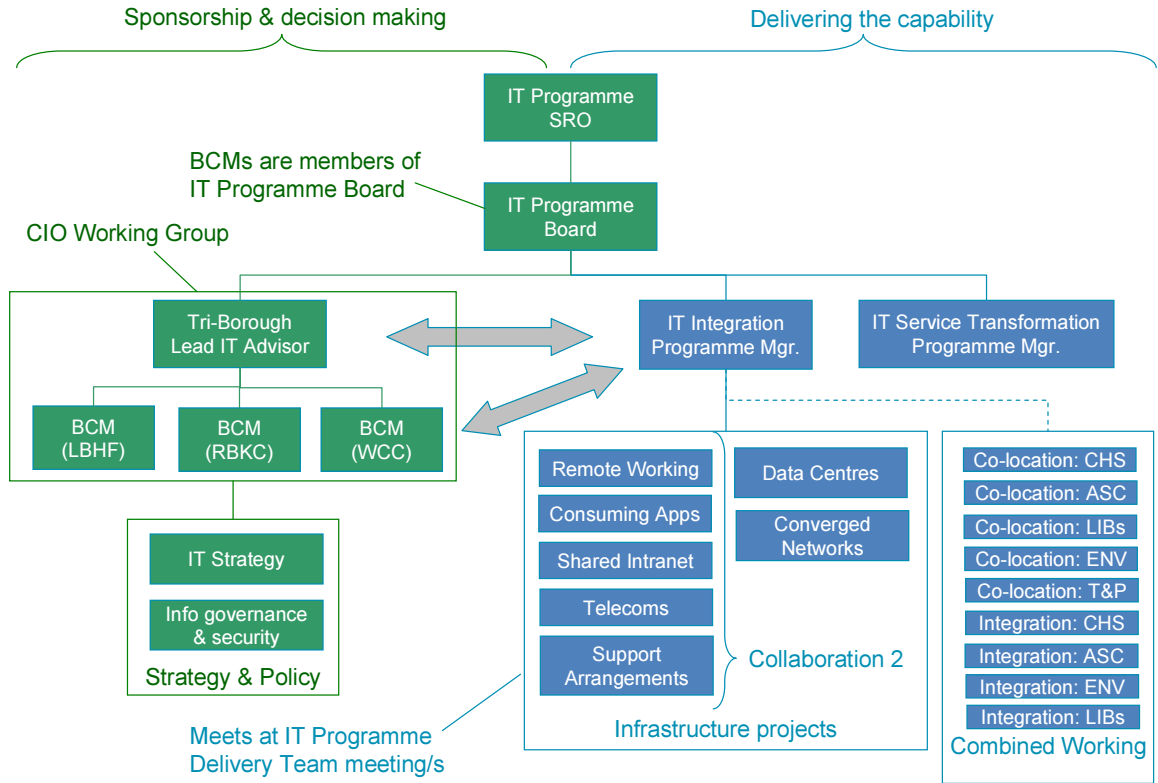 Sponsorship & decision making
Delivering the capability
IT Programme
SRO
BCMs are members of
IT Programme Board
IT Programme
Board
CIO Working Group
Tri-Borough
Lead IT Advisor
IT Integration
Programme Mgr.
IT Service Transformation
Programme Mgr.
BCM
(LBHF)
BCM
(RBKC)
BCM
(WCC)
Remote Working
Consuming Apps
Shared Intranet
Telecoms
Support
Arrangements
Data Centres
Converged
Networks
Collaboration 2
Infrastructure projects
Co-location: CHS
Co-location: ASC
Co-location: LIBs
Co-location: ENV
Co-location: T&P
Integration: CHS
Integration: ASC
Integration: ENV
Integration: LIBs
Combined Working
IT Strategy
Info governance
& security
Strategy & Policy
Meets at IT Programme
Delivery Team meeting/s